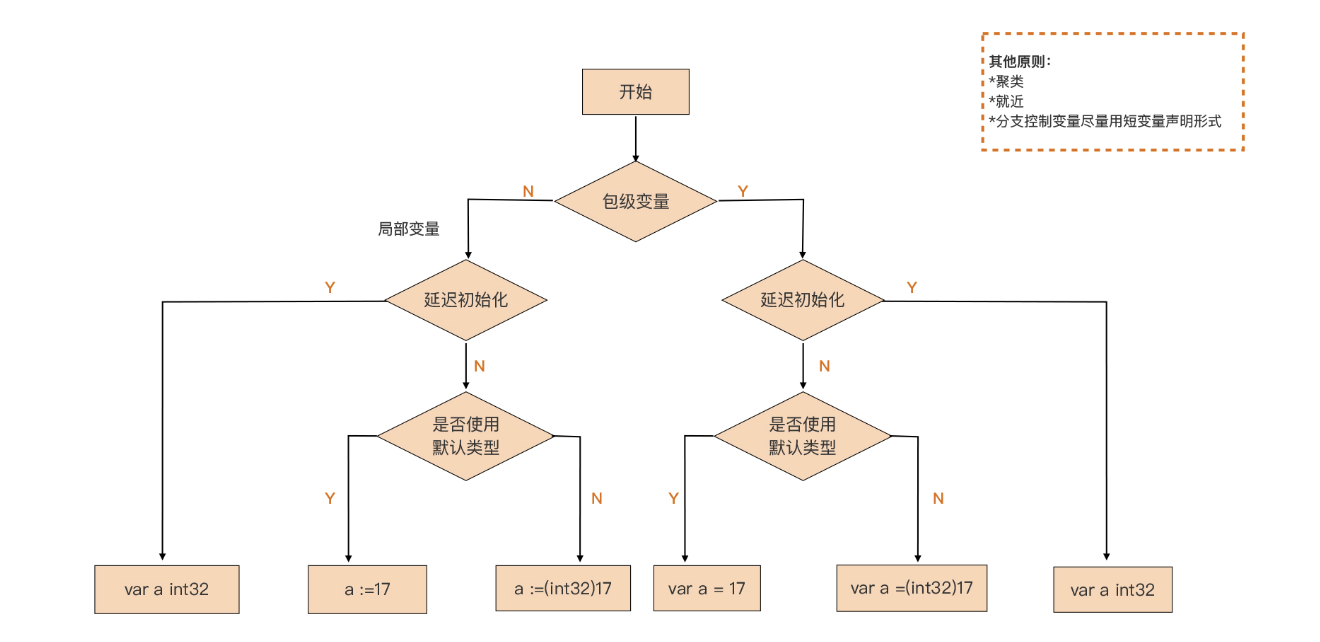 其他原则：
*聚类
*就近
*分支控制变量尽量用短变量声明形式
开始
包级变量
N
Y
局部变量
延迟初始化
延迟初始化
Y
Y
N
N
是否使用
默认类型
是否使用
默认类型
Y
N
Y
N
var a int32
a :=17
a :=(int32)17
var a = 17
var a =(int32)17
var a int32